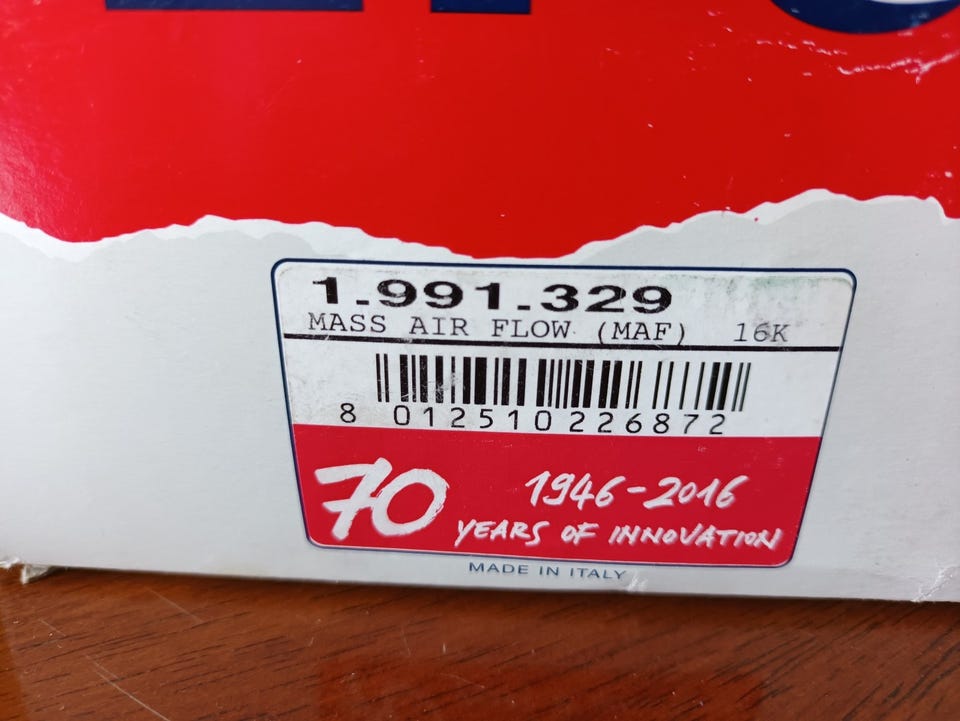 1.991.329
MASS AIR FLOW (MAF) 16K
8 012510 226872
70 1946-2016
YEARS OF INNOVATION
MADE IN ITALY